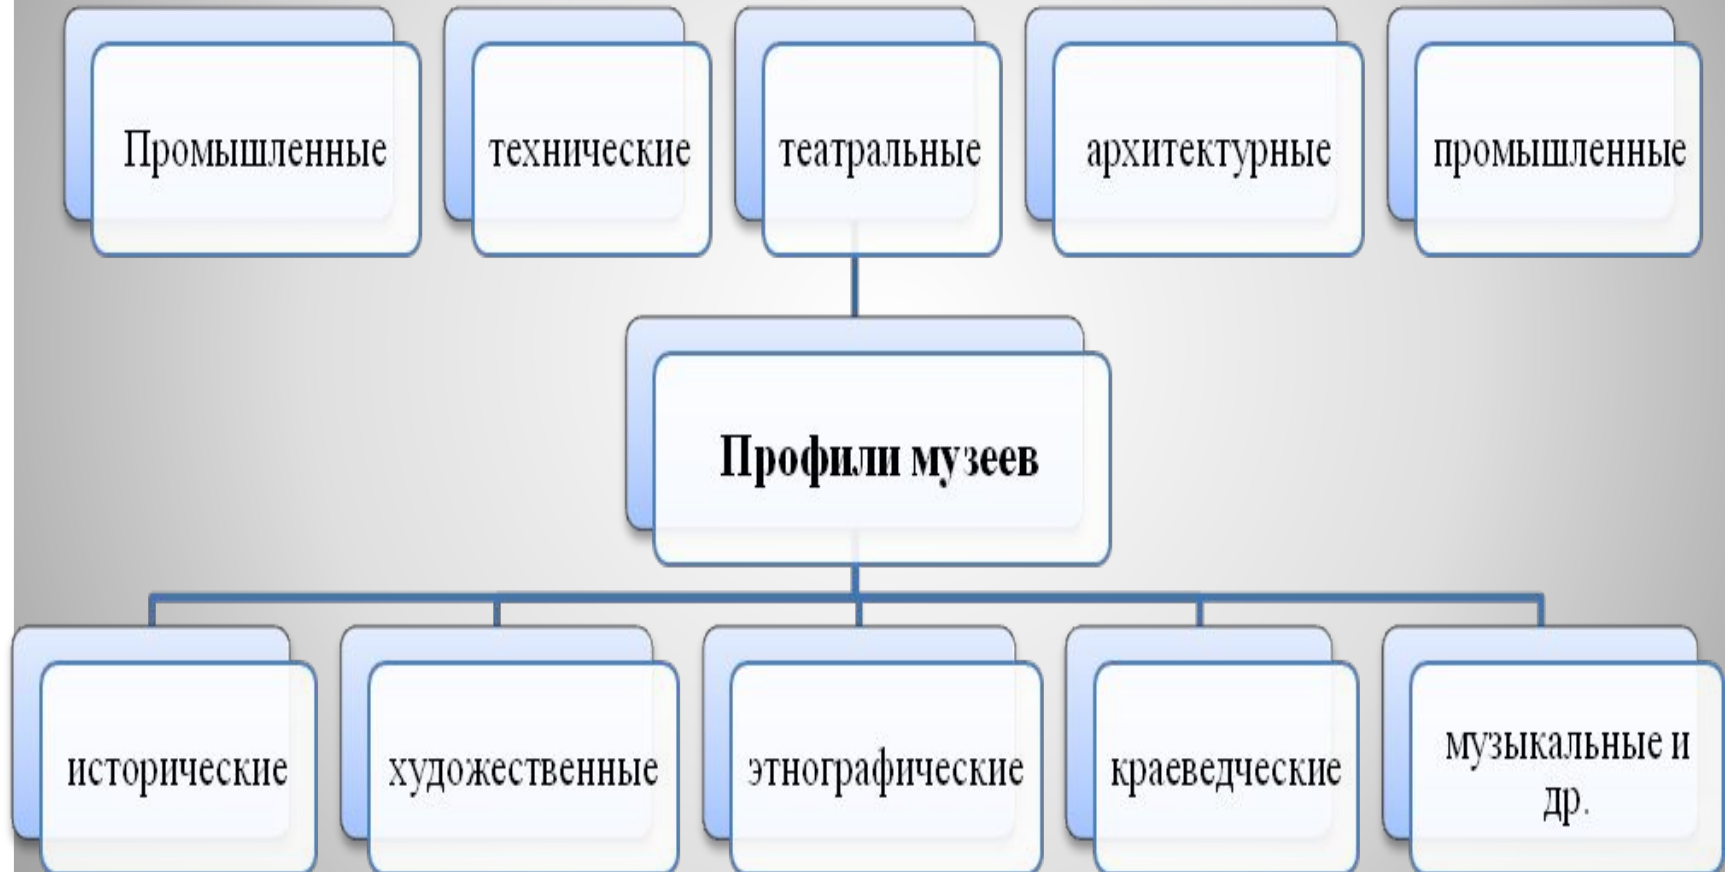 Промышленные
технические
театральные
архитектурные
промышленные
Профили музеев
исторические
художественные
этнографические
краеведческие
музыкальные и
др.